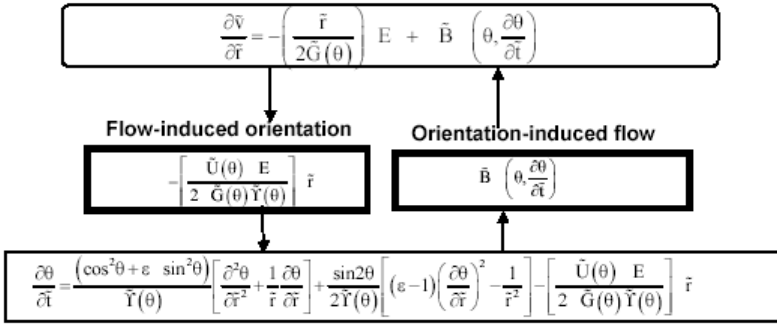 ∂ṽ/∂r̃ = -(r̃/2G̃(θ)) E + B̃ (θ,∂θ/∂t̃)
Flow-induced orientation
Orientation-induced flow
-[Ũ(θ) E/2 G̃(θ)Υ̃(θ)] r̃
B̃ (θ,∂θ/∂t̃)
∂θ/∂t̃ = (cos²θ+ε sin²θ)/Υ̃(θ) [∂²θ/∂r̃² + 1/r̃ ∂θ/∂r̃] + sin2θ/2Υ̃(θ) [(ε-1)(∂θ/∂r̃)² - 1/r̃²] - [Ũ(θ) E/2 G̃(θ)Υ̃(θ)] r̃